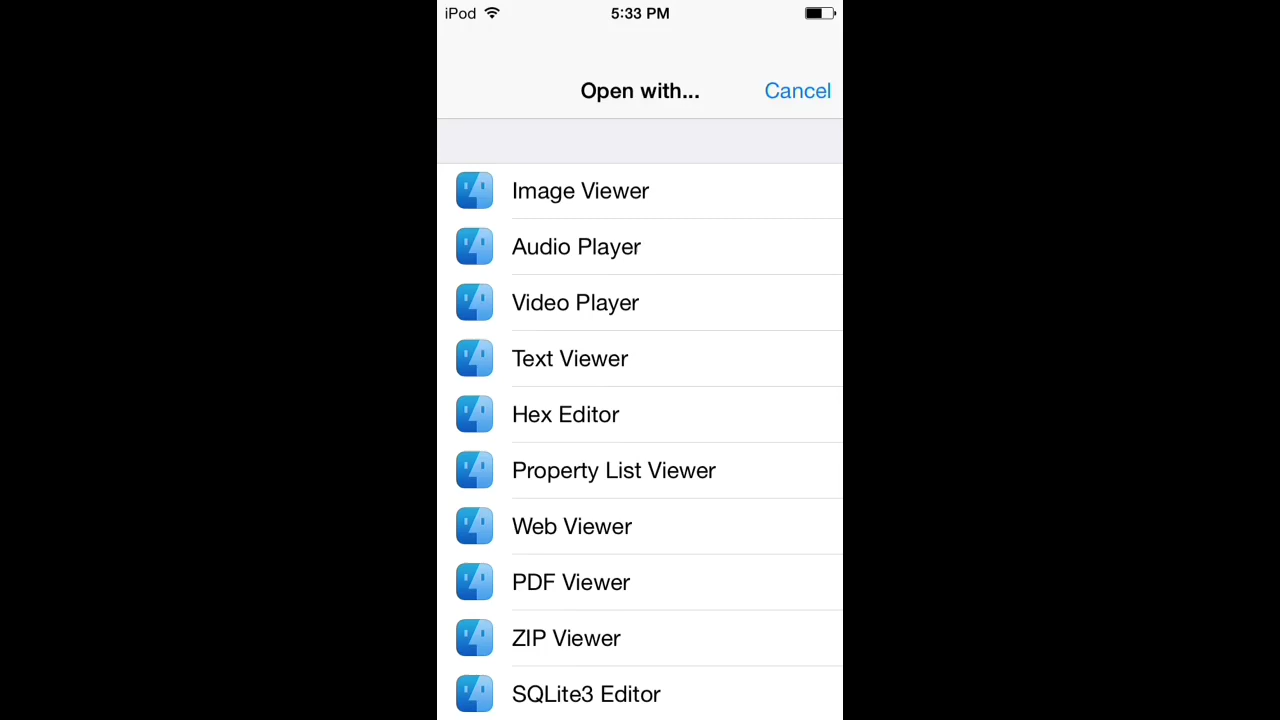 iPod 5:33 PM
Open with... Cancel
Image Viewer
Audio Player
Video Player
Text Viewer
Hex Editor
Property List Viewer
Web Viewer
PDF Viewer
ZIP Viewer
SQLite3 Editor